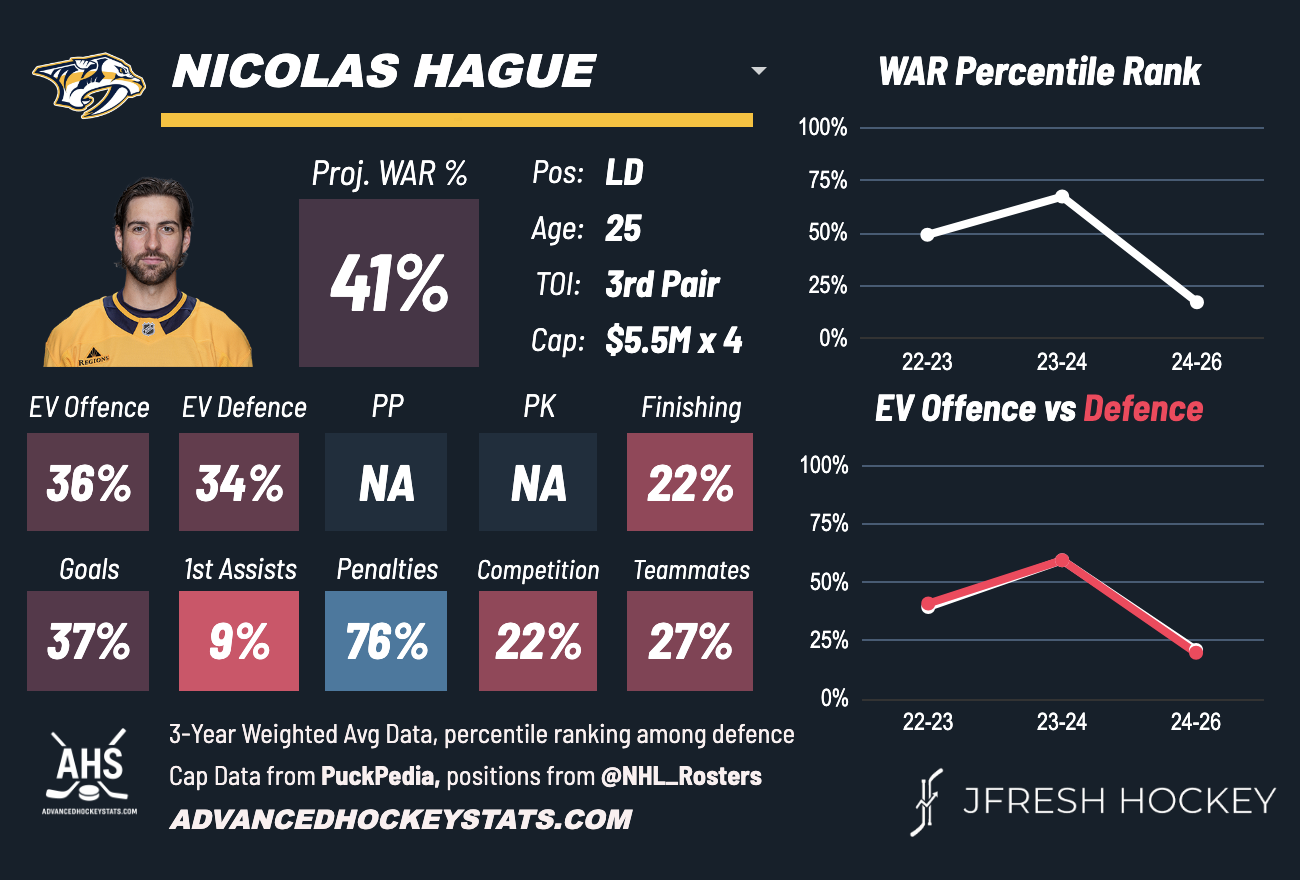 NICOLAS HAGUE
Proj. WAR %
41%
Pos: LD
Age: 25
TOI: 3rd Pair
Cap: $5.5M x 4
REGIONS
EV Offence EV Defence PP PK Finishing
36% 34% NA NA 22%
Goals 1st Assists Penalties Competition Teammates
37% 9% 76% 22% 27%
WAR Percentile Rank
100%
75%
50%
25%
0%
22-23 23-24 24-26
EV Offence vs Defence
100%
75%
50%
25%
0%
22-23 23-24 24-26
AHS
ADVANCEDHOCKEYSTATS.COM
3-Year Weighted Avg Data, percentile ranking among defence
Cap Data from PuckPedia, positions from @NHL_Rosters
ADVANCEDHOCKEYSTATS.COM
JFRESH HOCKEY